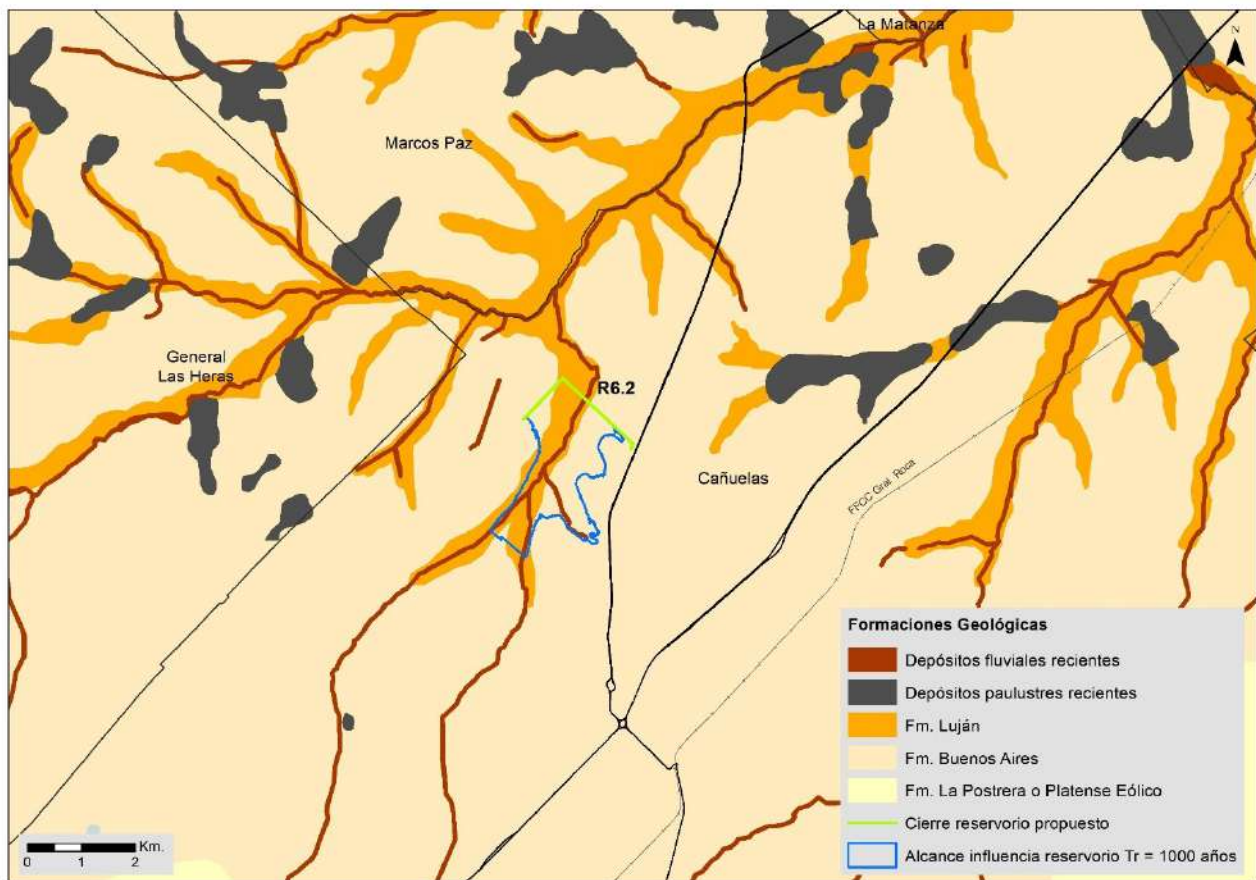 La Matanza
N
Marcos Paz
General
Las Heras
R6.2
Cañuelas
FFCC Gral. Roca
Formaciones Geológicas
Depósitos fluviales recientes
Depósitos paulustres recientes
Fm. Luján
Fm. Buenos Aires
Fm. La Postrera o Platense Eólico
Cierre reservorio propuesto
Alcance influencia reservorio Tr = 1000 años
Km.
0 1 2